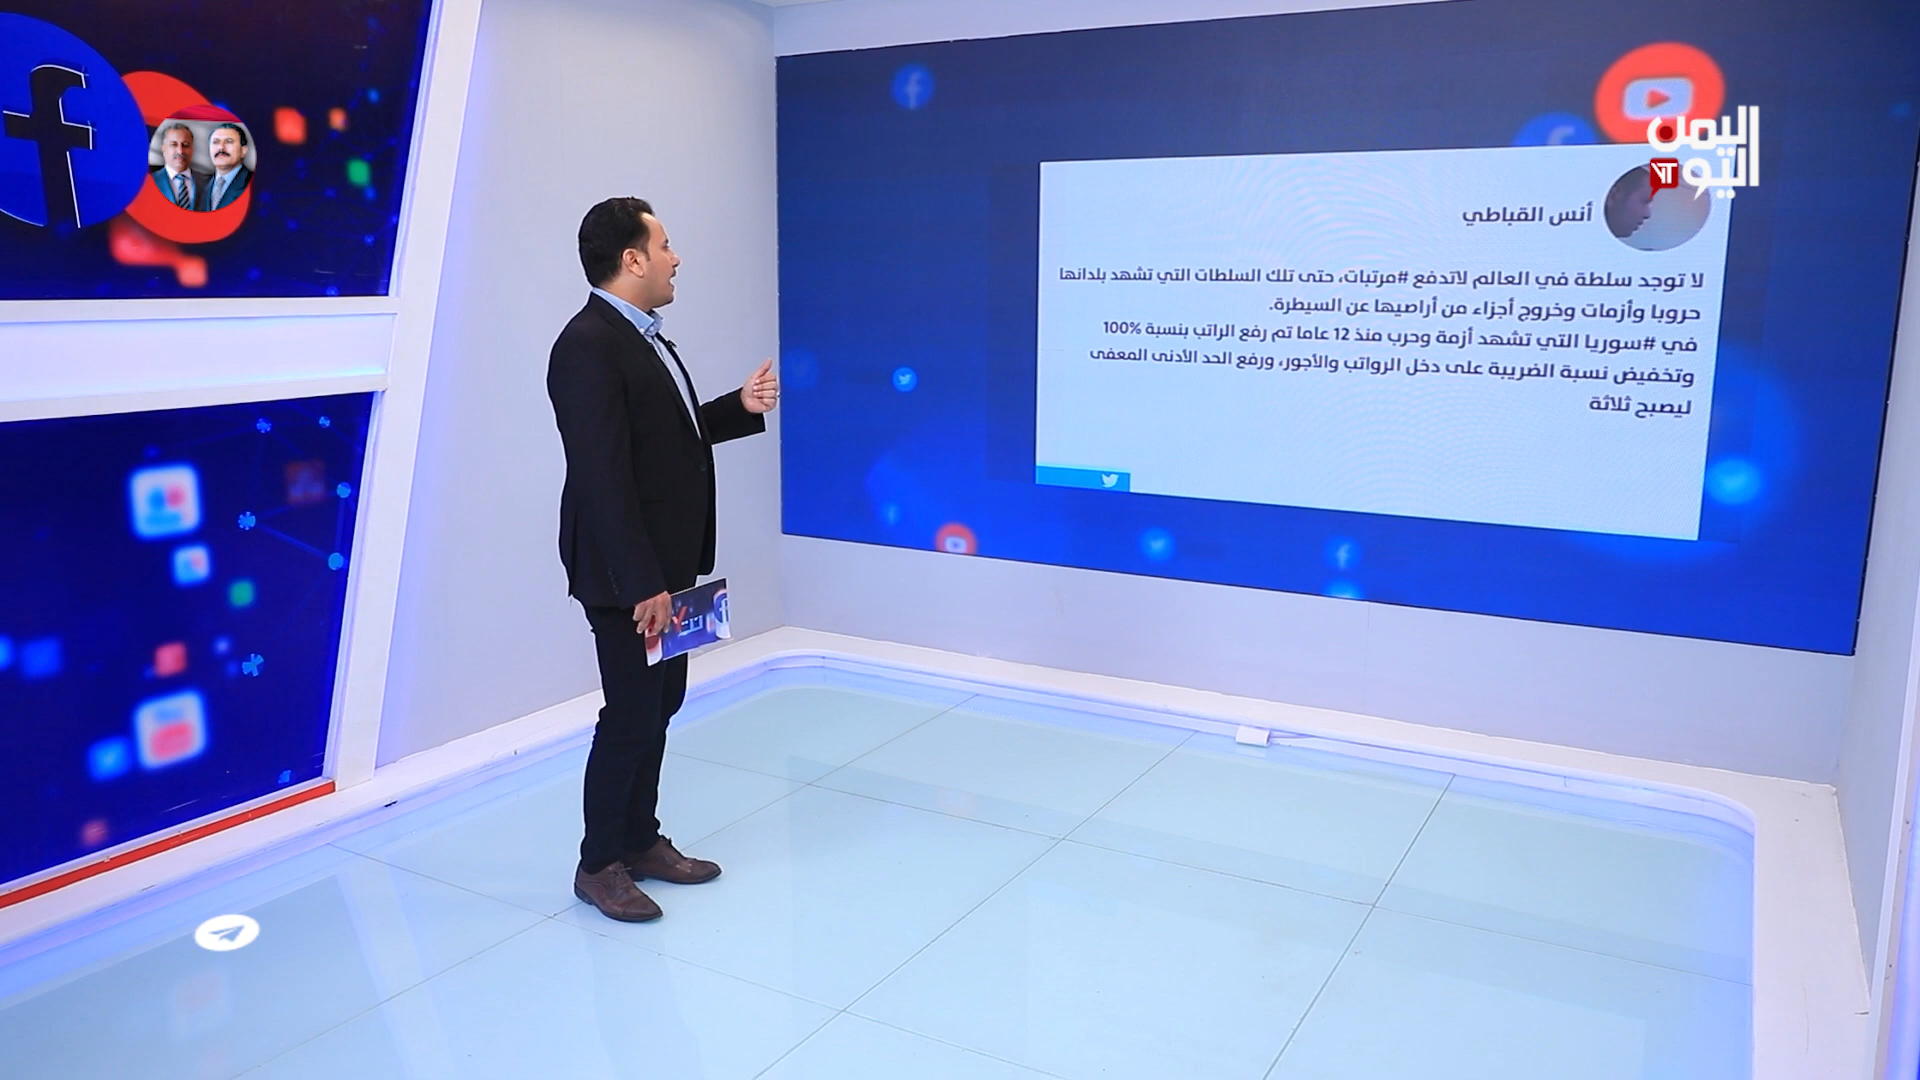 اليمن
اليوم
YT
أنس القباطي
لا توجد سلطة في العالم لاتدفع #مرتبات، حتى تلك السلطات التي تشهد بلدانها
حروبا وأزمات وخروج أجزاء من أراصيها عن السيطرة.
في #سوريا التي تشهد أزمة وحرب منذ 12 عاما تم رفع الراتب بنسبة 100%
وتخفيض نسبة الضريبة على دخل الرواتب والأجور، ورفع الحد الأدنى المعفى
ليصبح ثلاثة